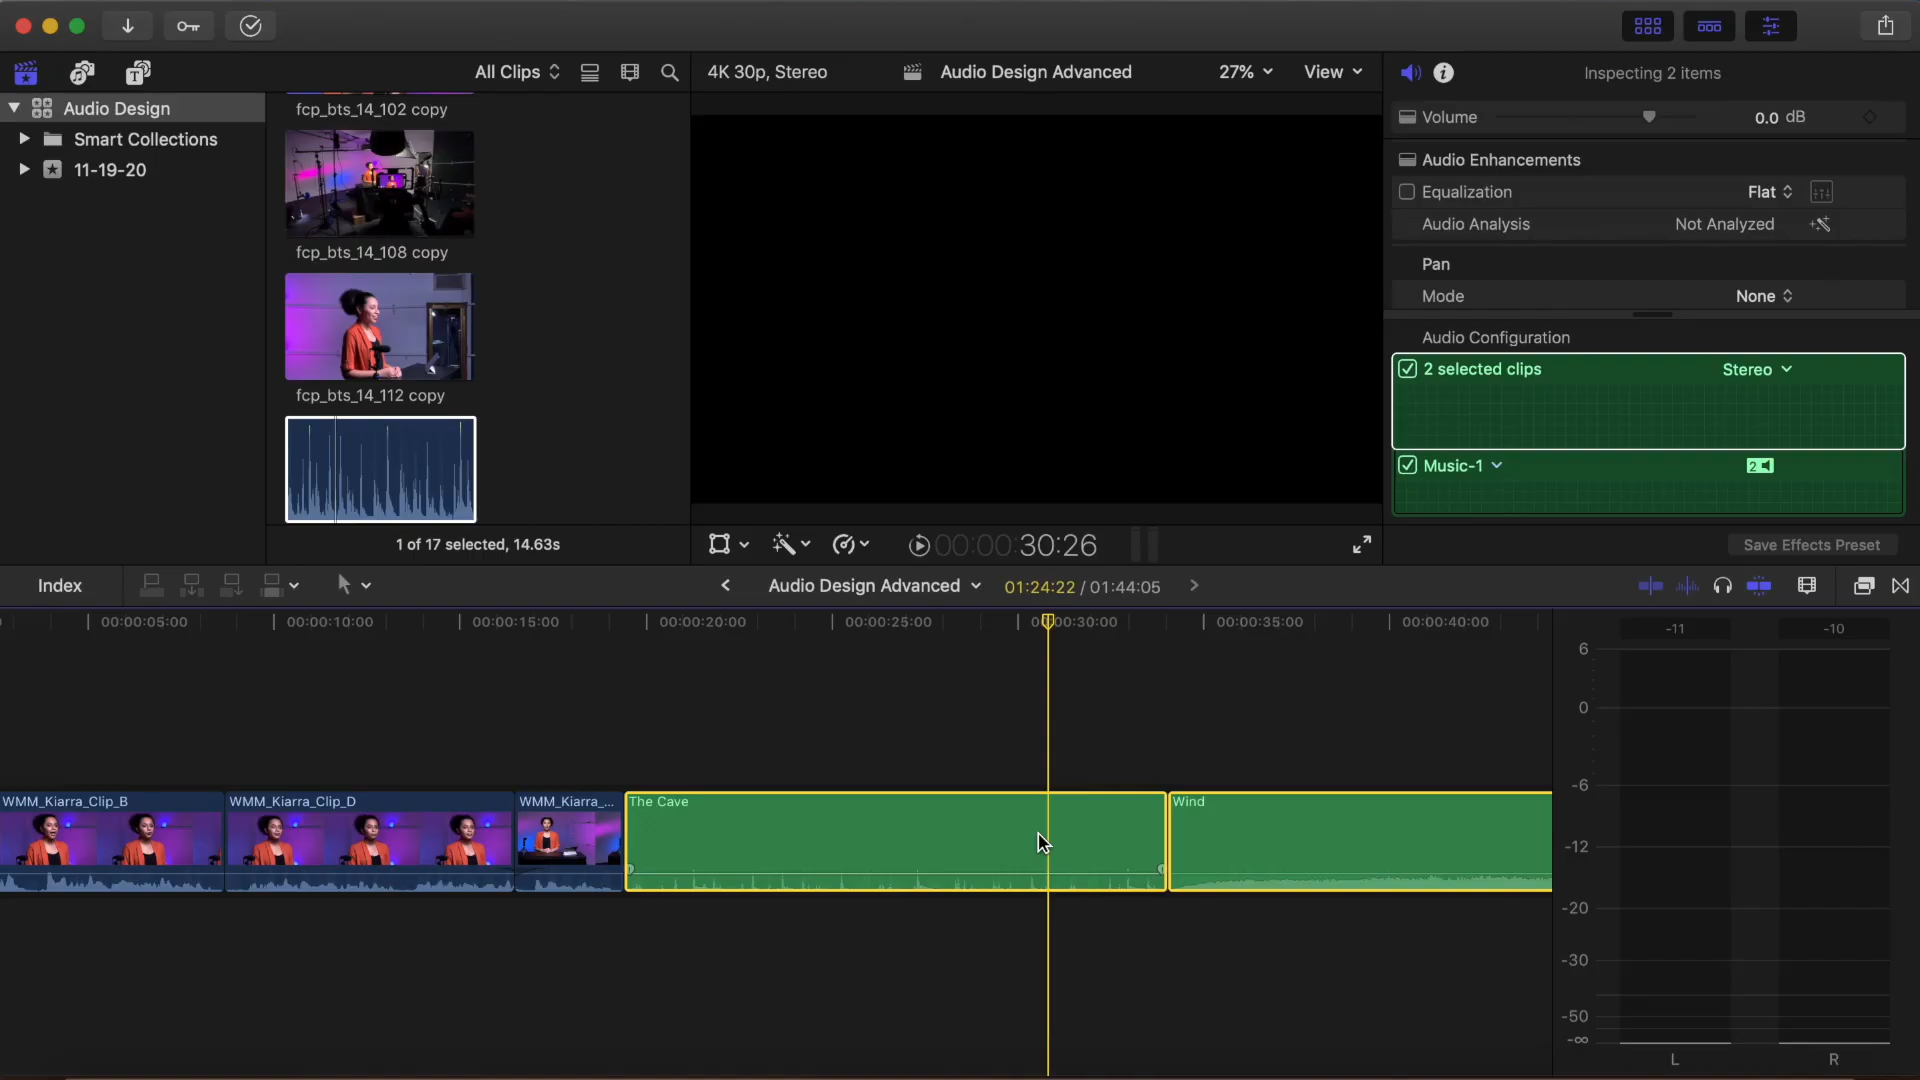 All Clips
4K 30p, Stereo
Audio Design Advanced
27%
View
Inspecting 2 items
Audio Design
Smart Collections
11-19-20
fcp_bts_14_102 copy
fcp_bts_14_108 copy
fcp_bts_14_112 copy
1 of 17 selected, 14.63s
00:00:00:30:26
Volume
0.0 dB
Audio Enhancements
Equalization
Flat
Audio Analysis
Not Analyzed
Pan
Mode
None
Audio Configuration
2 selected clips
Stereo
Music-1
2
Save Effects Preset
Index
Audio Design Advanced
01:24:22 / 01:44:05
00:00:05:00
00:00:10:00
00:00:15:00
00:00:20:00
00:00:25:00
00:00:30:00
00:00:35:00
00:00:40:00
WMM_Kiarra_Clip_B
WMM_Kiarra_Clip_D
WMM_Kiarra_...
The Cave
Wind
-11
-10
6
0
-6
-12
-20
-30
-50
-∞
L
R